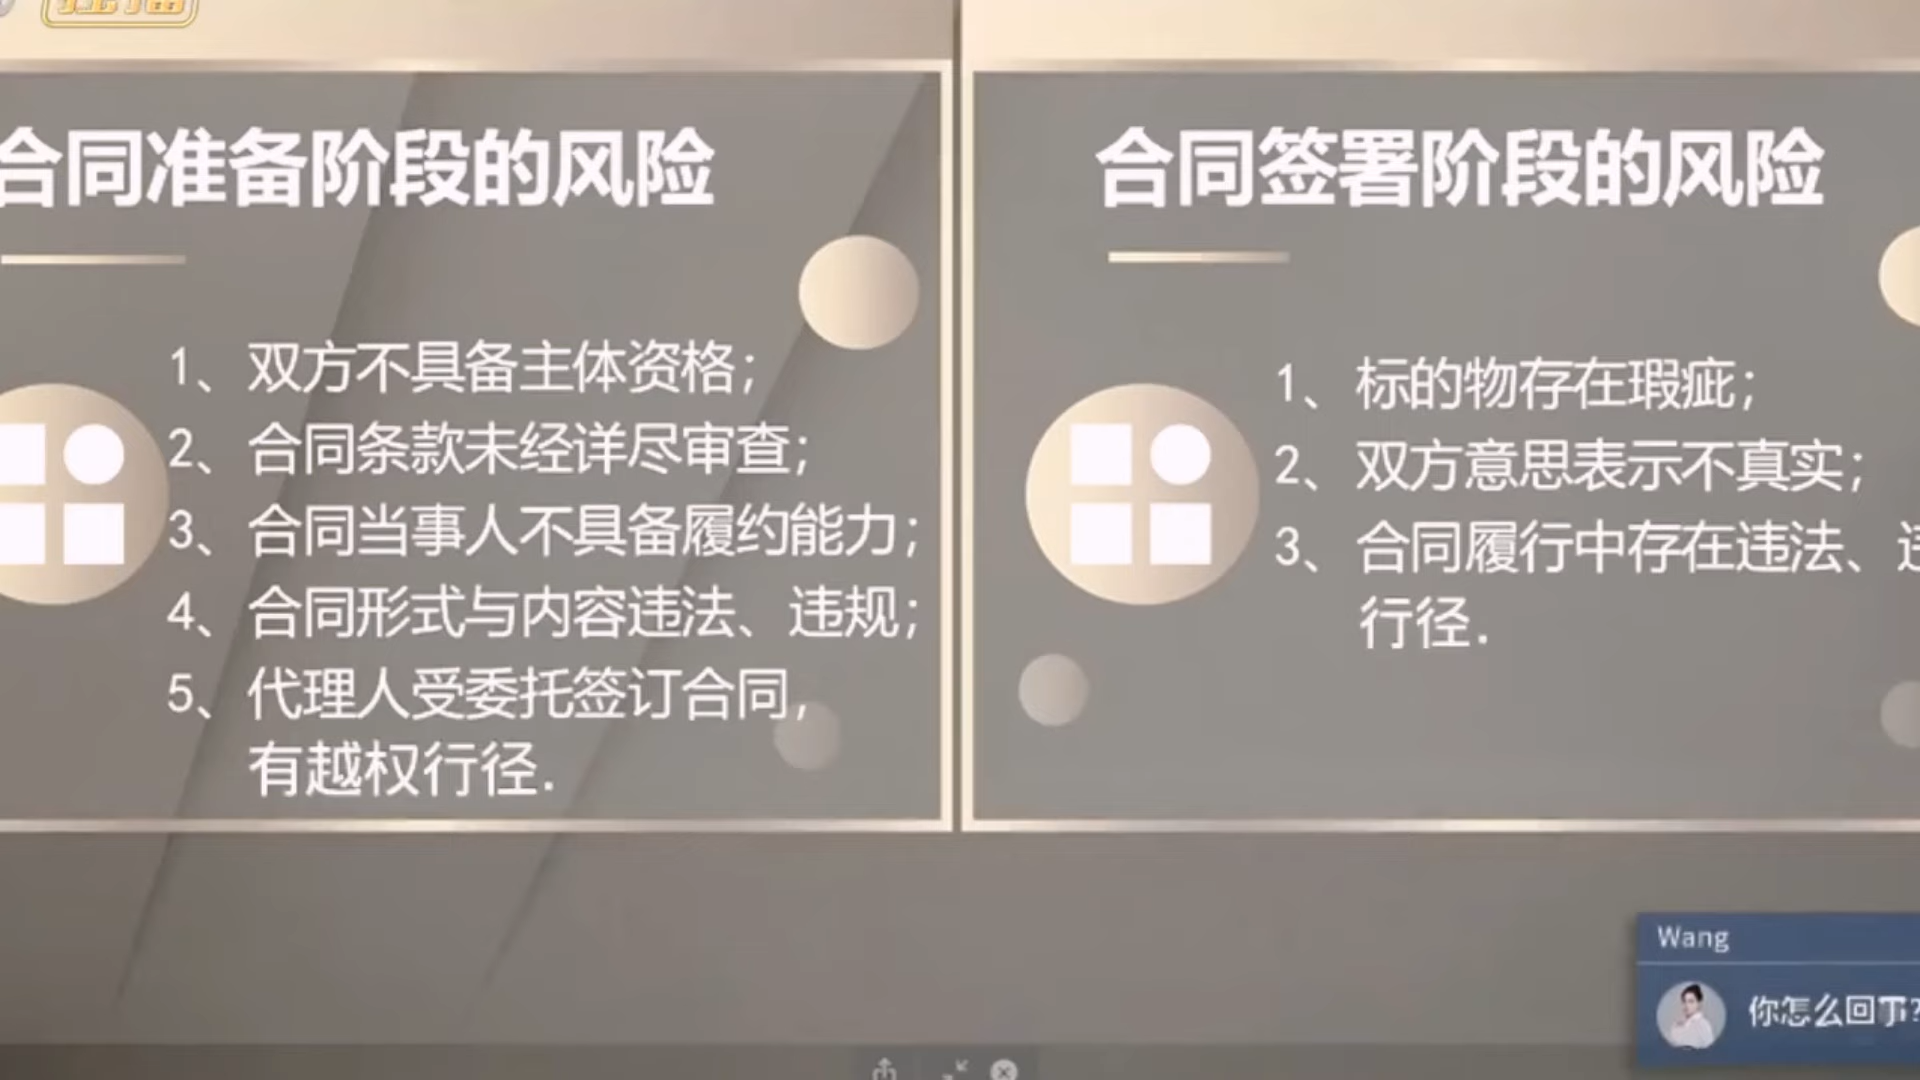 合同准备阶段的风险
1、双方不具备主体资格；
2、合同条款未经详尽审查；
3、合同当事人不具备履约能力；
4、合同形式与内容违法、违规；
5、代理人受委托签订合同，
有越权行径.
合同签署阶段的风险
1、标的物存在瑕疵；
2、双方意思表示不真实；
3、合同履行中存在违法、违
行径.
Wang
你怎么回事?